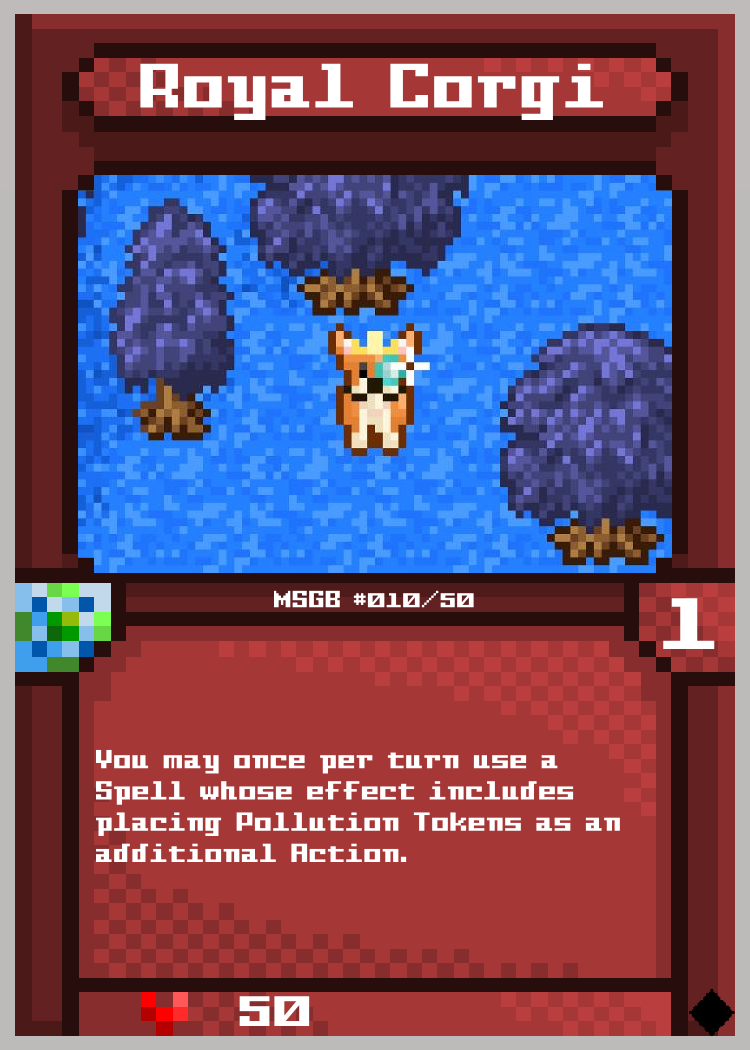 Royal Corgi
MSGB #010/50
1
You may once per turn use a
Spell whose effect includes
placing Pollution Tokens as an
additional Action.
50